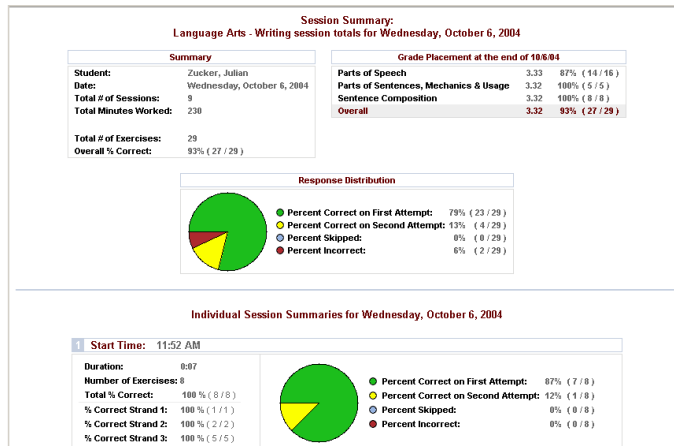 Session Summary:
Language Arts - Writing session totals for Wednesday, October 6, 2004
Summary
Student: Zucker, Julian
Date: Wednesday, October 6, 2004
Total # of Sessions: 9
Total Minutes Worked: 230
Total # of Exercises: 29
Overall % Correct: 93% ( 27 / 29 )
Grade Placement at the end of 10/6/04
Parts of Speech 3.33 87% ( 14 / 16 )
Parts of Sentences, Mechanics & Usage 3.32 100% ( 5 / 5 )
Sentence Composition 3.32 100% ( 8 / 8 )
Overall 3.32 93% ( 27 / 29 )
Response Distribution
Percent Correct on First Attempt: 79% ( 23 / 29 )
Percent Correct on Second Attempt: 13% ( 4 / 29 )
Percent Skipped: 0% ( 0 / 29 )
Percent Incorrect: 6% ( 2 / 29 )
Individual Session Summaries for Wednesday, October 6, 2004
1 Start Time: 11:52 AM
Duration: 0:07
Number of Exercises: 8
Total % Correct: 100 % ( 8 / 8 )
% Correct Strand 1: 100 % ( 1 / 1 )
% Correct Strand 2: 100 % ( 2 / 2 )
% Correct Strand 3: 100 % ( 5 / 5 )
Percent Correct on First Attempt: 87% ( 7 / 8 )
Percent Correct on Second Attempt: 12% ( 1 / 8 )
Percent Skipped: 0% ( 0 / 8 )
Percent Incorrect: 0% ( 0 / 8 )